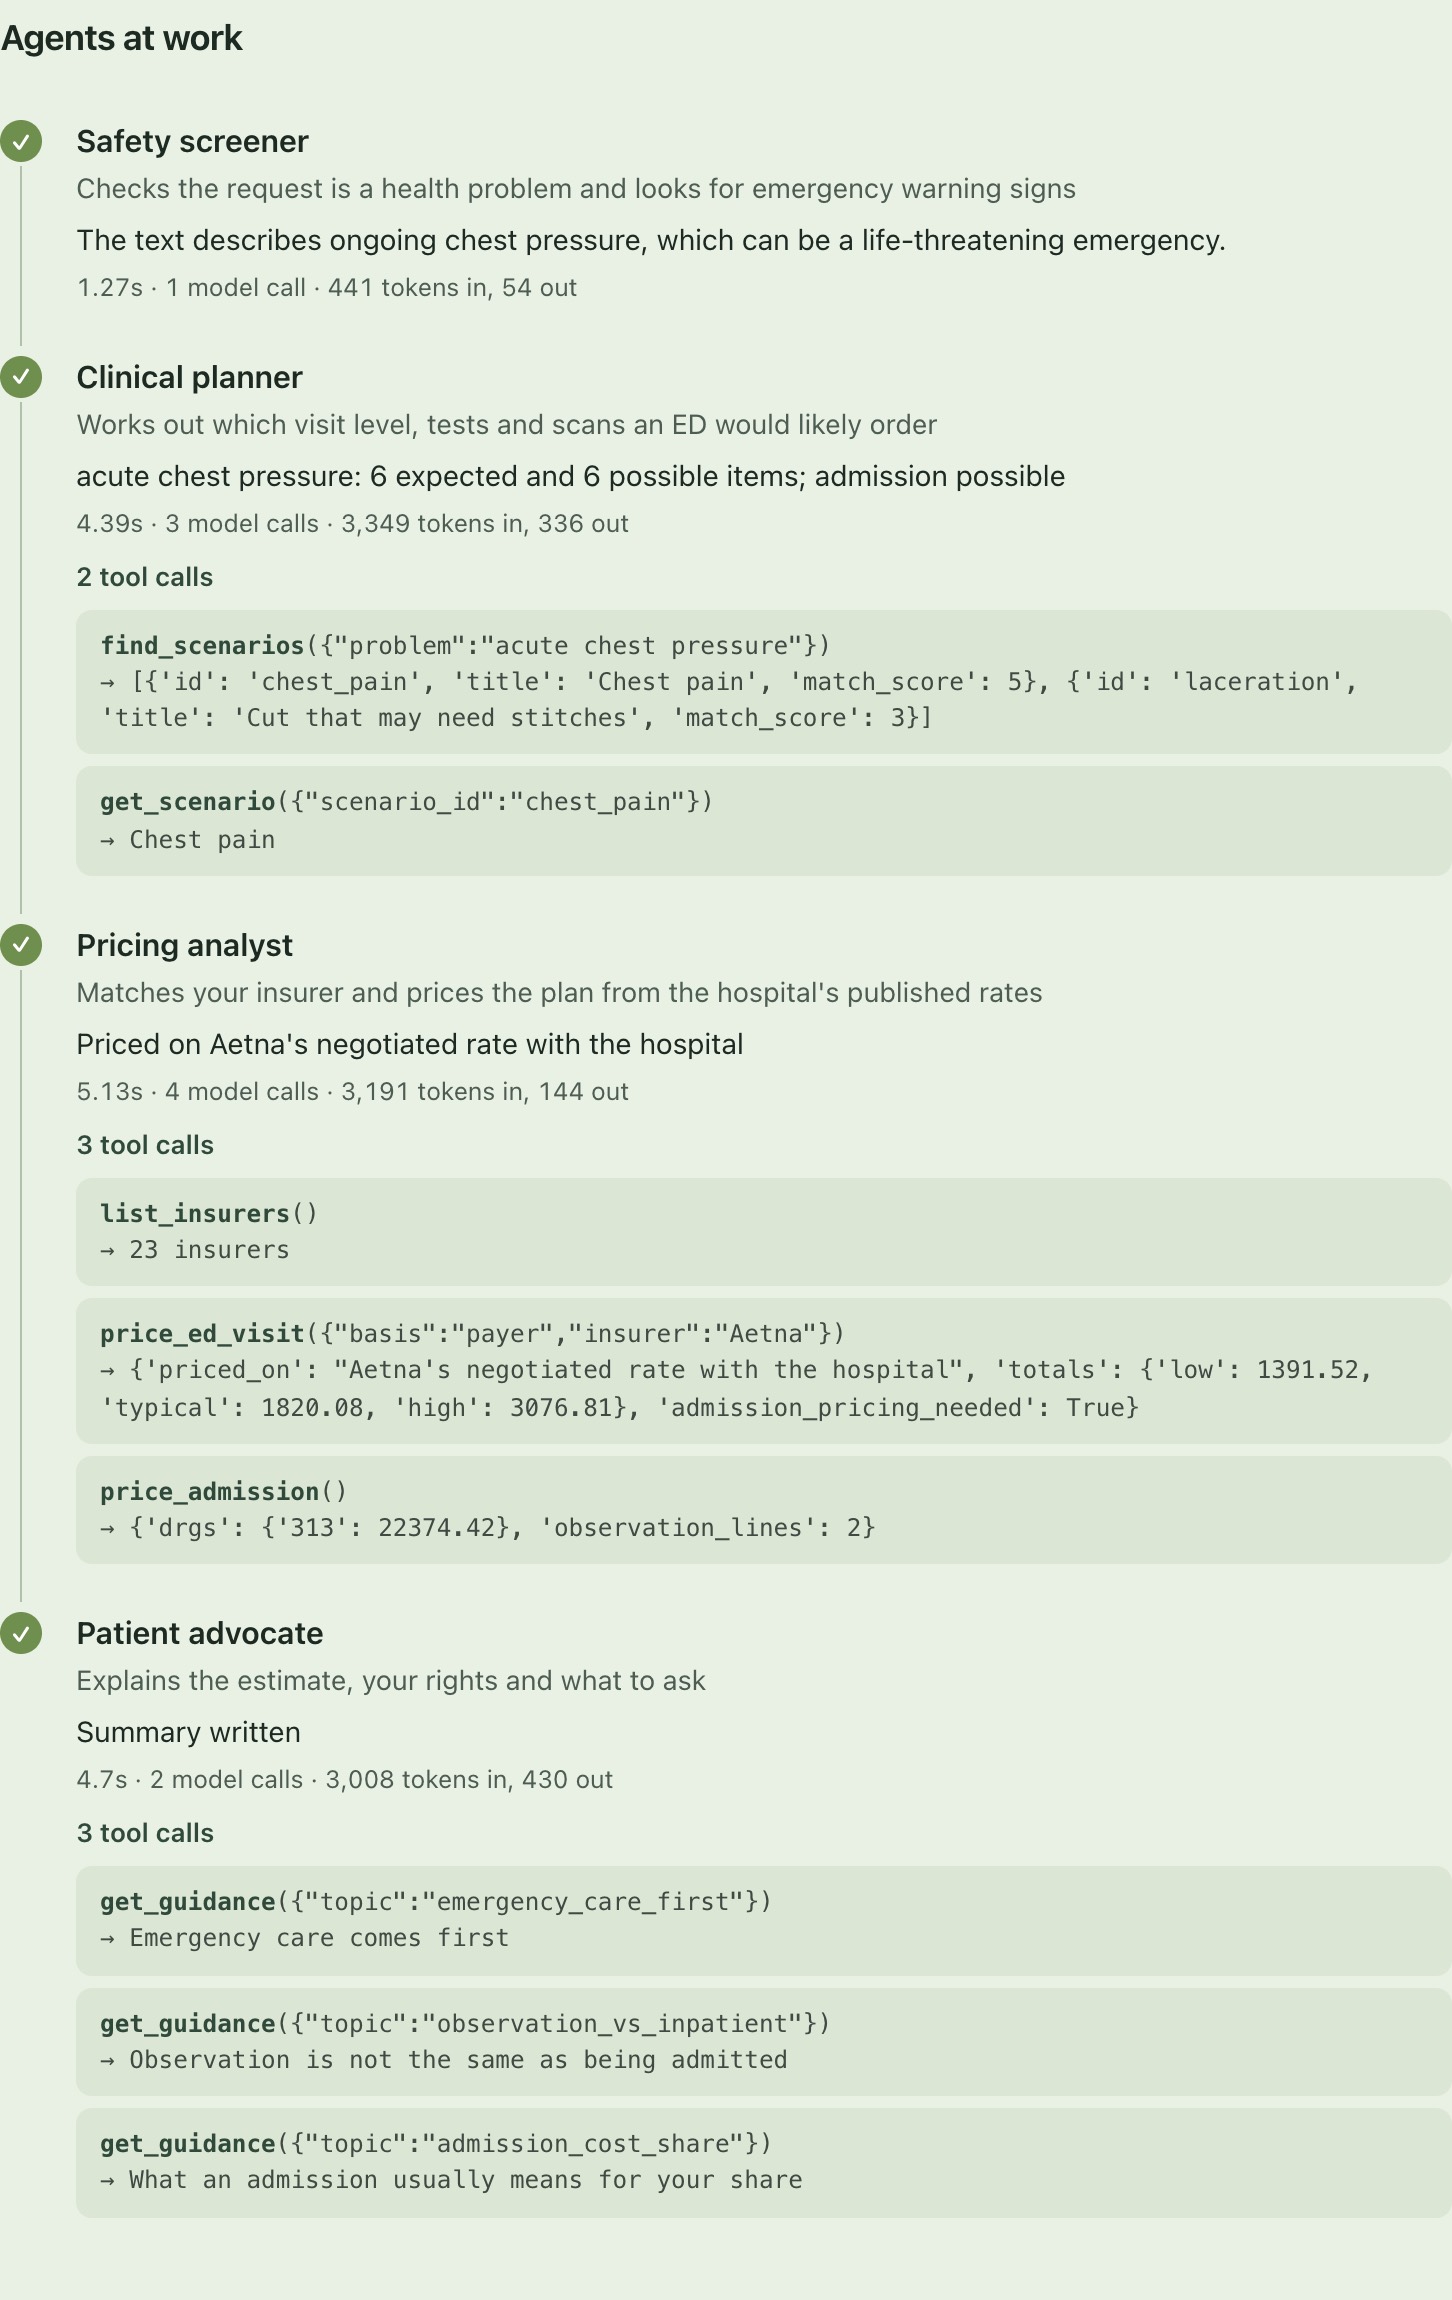 Agents at work
Safety screener
Checks the request is a health problem and looks for emergency warning signs
The text describes ongoing chest pressure, which can be a life-threatening emergency.
1.27s · 1 model call · 441 tokens in, 54 out
Clinical planner
Works out which visit level, tests and scans an ED would likely order
acute chest pressure: 6 expected and 6 possible items; admission possible
4.39s · 3 model calls · 3,349 tokens in, 336 out
2 tool calls
find_scenarios({"problem":"acute chest pressure"})
→ [{'id': 'chest_pain', 'title': 'Chest pain', 'match_score': 5}, {'id': 'laceration',
'title': 'Cut that may need stitches', 'match_score': 3}]
get_scenario({"scenario_id":"chest_pain"})
→ Chest pain
Pricing analyst
Matches your insurer and prices the plan from the hospital's published rates
Priced on Aetna's negotiated rate with the hospital
5.13s · 4 model calls · 3,191 tokens in, 144 out
3 tool calls
list_insurers()
→ 23 insurers
price_ed_visit({"basis":"payer","insurer":"Aetna"})
→ {'priced_on': "Aetna's negotiated rate with the hospital", 'totals': {'low': 1391.52,
'typical': 1820.08, 'high': 3076.81}, 'admission_pricing_needed': True}
price_admission()
→ {'drgs': {'313': 22374.42}, 'observation_lines': 2}
Patient advocate
Explains the estimate, your rights and what to ask
Summary written
4.7s · 2 model calls · 3,008 tokens in, 430 out
3 tool calls
get_guidance({"topic":"emergency_care_first"})
→ Emergency care comes first
get_guidance({"topic":"observation_vs_inpatient"})
→ Observation is not the same as being admitted
get_guidance({"topic":"admission_cost_share"})
→ What an admission usually means for your share